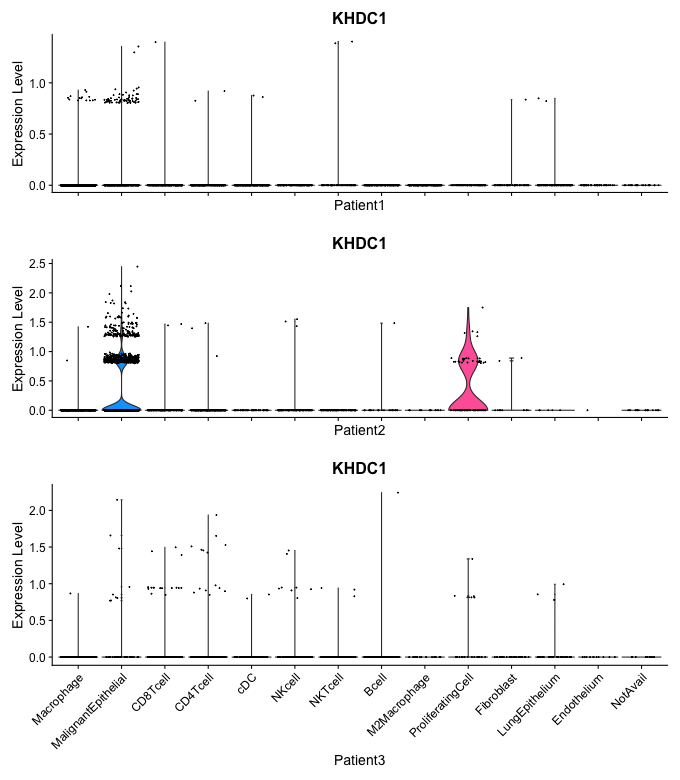 KHDC1
Expression Level
1.0
0.5
0.0
Patient1
KHDC1
Expression Level
2.5
2.0
1.5
1.0
0.5
0.0
Patient2
KHDC1
Expression Level
2.0
1.5
1.0
0.5
0.0
Macrophage
MalignantEpithelial
CD8Tcell
CD4Tcell
cDC
NKcell
NKTcell
Bcell
M2Macrophage
ProliferatingCell
Fibroblast
LungEpithelium
Endothelium
NotAvail
Patient3